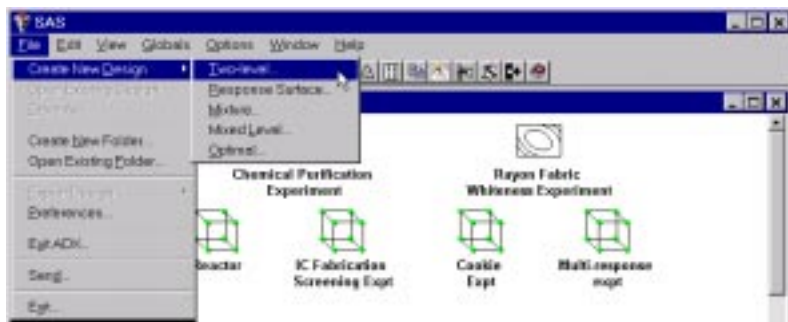 SAS
File Edit View Globals Options Window Help
Create New Design
Two-level...
Response Surface...
Mixture...
Mixed Level...
Optimal...
Create New Folder...
Open Existing Folder...
Preferences...
Exit ADX...
Send...
Exit...
Chemical Purification
Experiment
Rayon Fabric
Whiteness Experiment
Reactor
IC Fabrication
Screening Expt
Cookie
Expt
Multi-response
expt